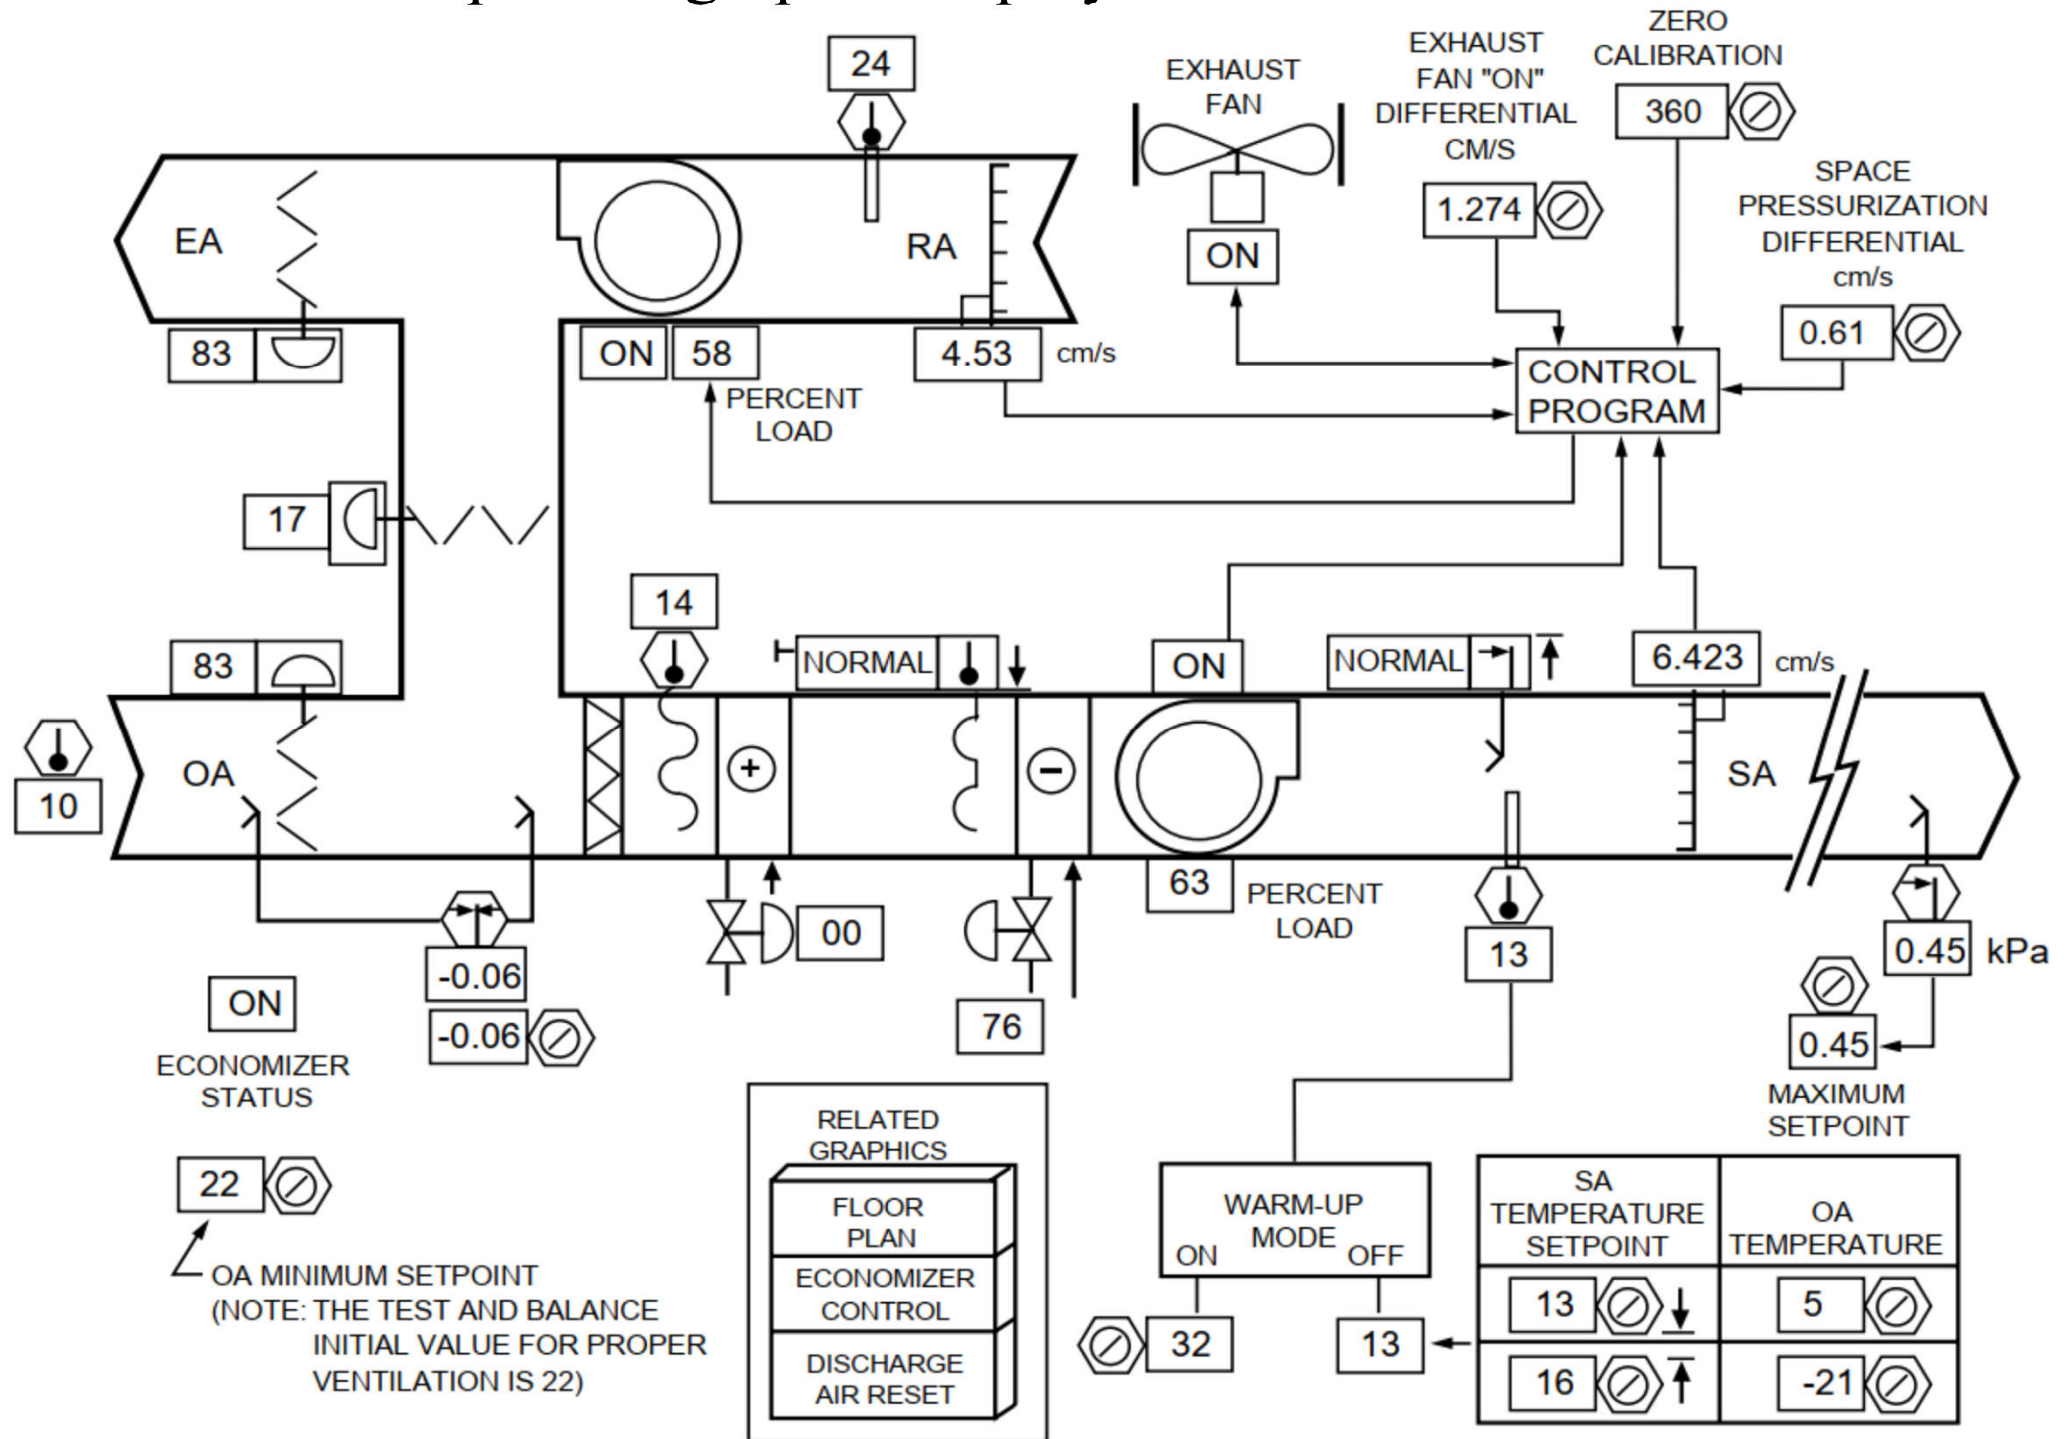 24
EXHAUST
FAN
EXHAUST
FAN "ON"
DIFFERENTIAL
CM/S
ZERO
CALIBRATION
360
1.274
SPACE
PRESSURIZATION
DIFFERENTIAL
cm/s
0.61
EA
RA
ON
83
ON
58
PERCENT
LOAD
4.53
cm/s
CONTROL
PROGRAM
17
14
83
NORMAL
ON
NORMAL
6.423
cm/s
10
OA
+
−
SA
63
PERCENT
LOAD
00
76
13
0.45 kPa
-0.06
-0.06
ON
ECONOMIZER
STATUS
0.45
MAXIMUM
SETPOINT
22
OA MINIMUM SETPOINT
(NOTE: THE TEST AND BALANCE
INITIAL VALUE FOR PROPER
VENTILATION IS 22)
RELATED
GRAPHICS
FLOOR
PLAN
ECONOMIZER
CONTROL
DISCHARGE
AIR RESET
WARM-UP
MODE
ON
OFF
32
13
SA
TEMPERATURE
SETPOINT
OA
TEMPERATURE
13
5
16
-21